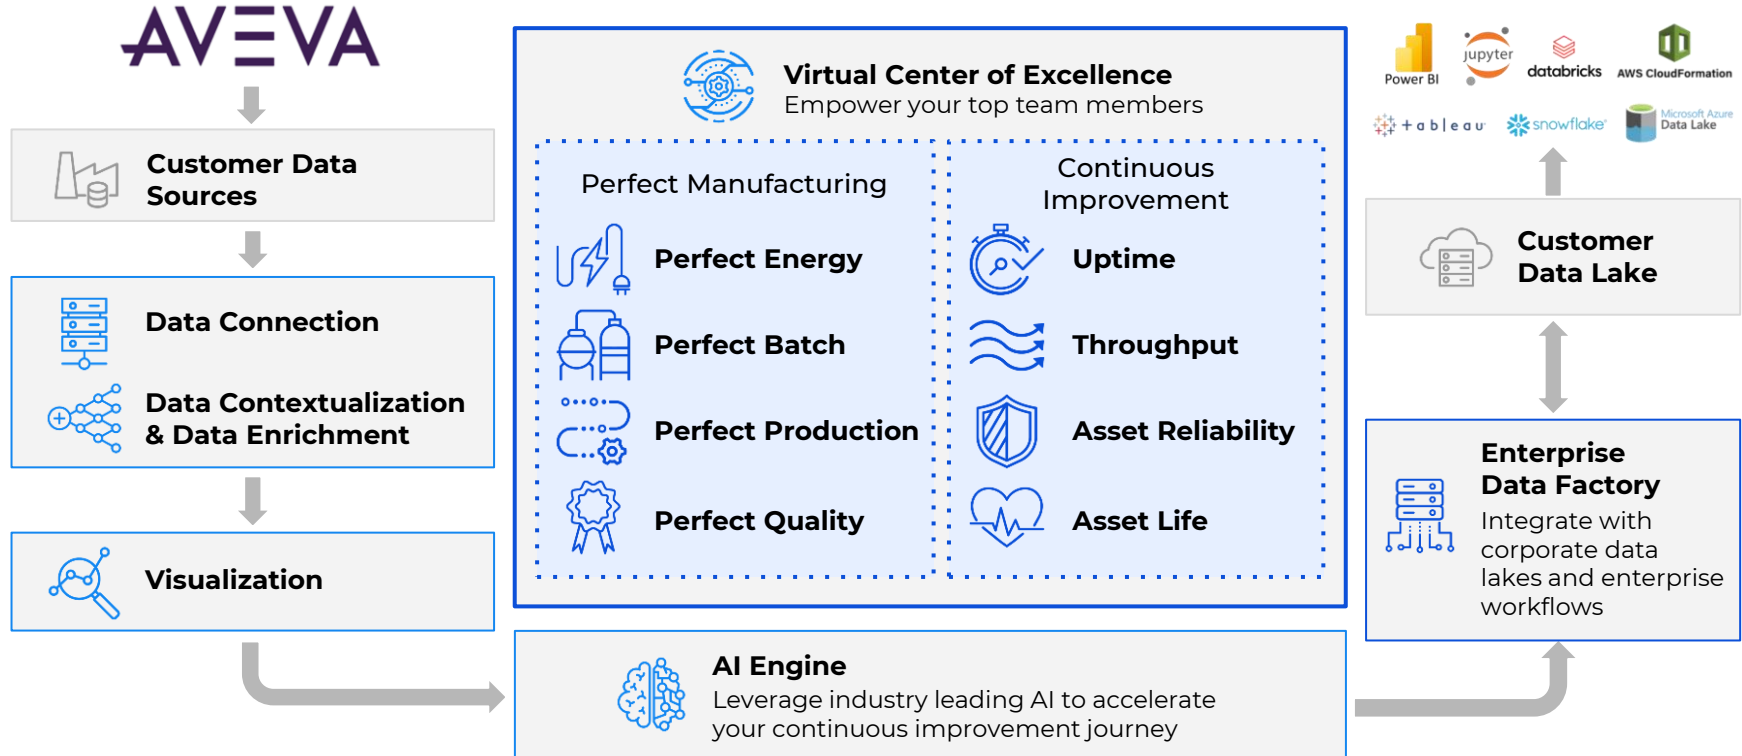 AVEVA
Customer Data
Sources
Data Connection
Data Contextualization
& Data Enrichment
Visualization
Virtual Center of Excellence
Empower your top team members
Perfect Manufacturing
Perfect Energy
Perfect Batch
Perfect Production
Perfect Quality
Continuous
Improvement
Uptime
Throughput
Asset Reliability
Asset Life
AI Engine
Leverage industry leading AI to accelerate
your continuous improvement journey
Power BI
jupyter
databricks
AWS CloudFormation
+ableau
snowflake
Microsoft Azure
Data Lake
Customer
Data Lake
Enterprise
Data Factory
Integrate with
corporate data
lakes and enterprise
workflows